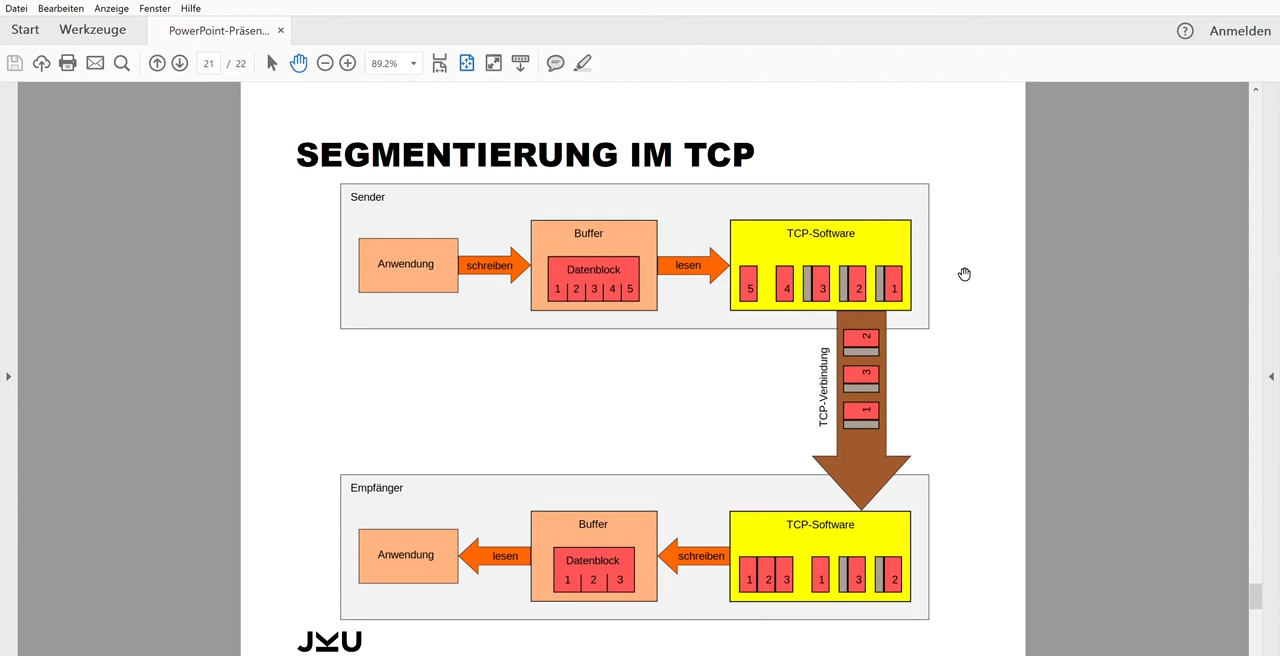 Datei Bearbeiten Anzeige Fenster Hilfe
Start Werkzeuge PowerPoint-Präsen... × ? Anmelden
21 / 22 89.2%
SEGMENTIERUNG IM TCP
Sender
Anwendung
schreiben
Buffer
Datenblock
1 2 3 4 5
lesen
TCP-Software
5 4 3 2 1
TCP-Verbindung
2
3
1
Empfänger
Anwendung
lesen
Buffer
Datenblock
1 2 3
schreiben
TCP-Software
1 2 3 1 3 2
JKU